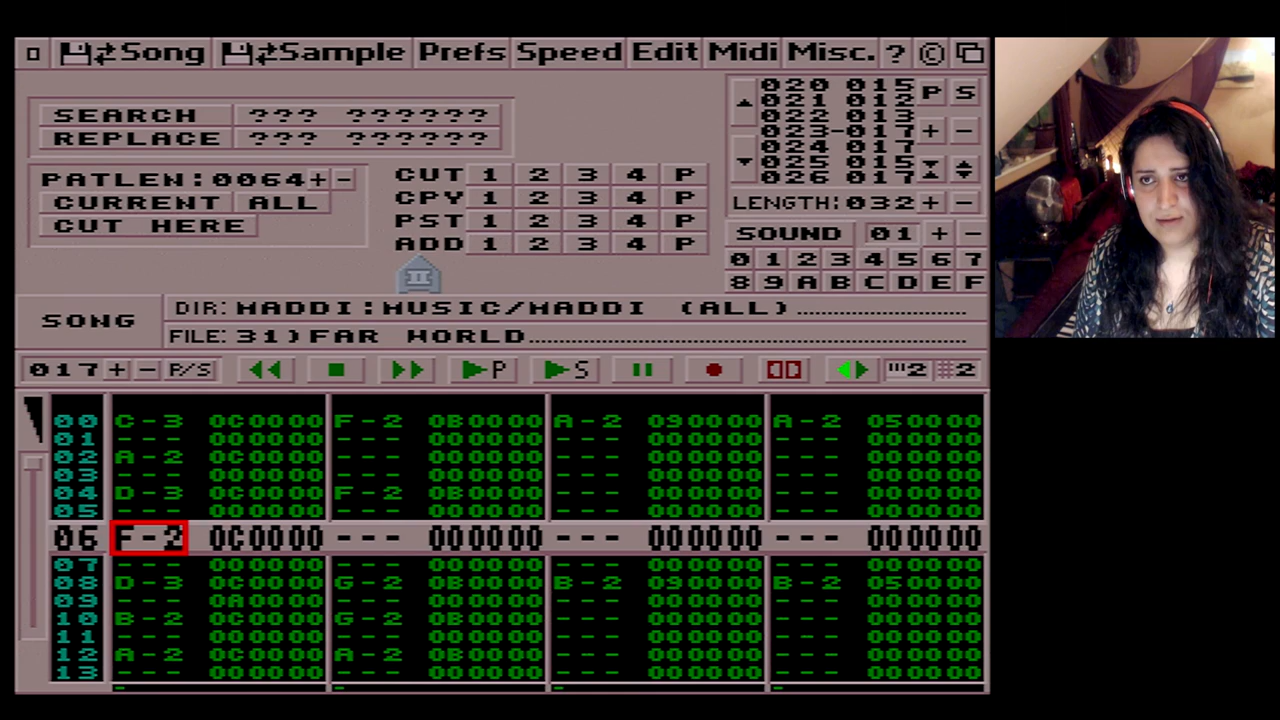 Song Sample Prefs Speed Edit Midi Misc. ? ©
SEARCH ??? ??????
REPLACE ??? ??????
PATLEN:0064+-
CURRENT ALL
CUT HERE
CUT 1 2 3 4 P
CPY 1 2 3 4 P
PST 1 2 3 4 P
ADD 1 2 3 4 P
II
020 015 P S
021 012
022 013
023-017 + -
024 017
025 015
026 017
LENGTH:032 + -
SOUND 01 + -
0 1 2 3 4 5 6 7
8 9 A B C D E F
SONG
DIR: MADDI:MUSIC/MADDI (ALL)
FILE: 31)FAR WORLD
017 + - R/S P S 2 2
00 C-3 0C0000 F-2 0B0000 A-2 090000 A-2 050000
01 --- 000000 --- 000000 --- 000000 --- 000000
02 A-2 0C0000 --- 000000 --- 000000 --- 000000
03 --- 000000 --- 000000 --- 000000 --- 000000
04 D-3 0C0000 F-2 0B0000 --- 000000 --- 000000
05 --- 000000 --- 000000 --- 000000 --- 000000
06 F-2 0C0000 --- 000000 --- 000000 --- 000000
07 --- 000000 --- 000000 --- 000000 --- 000000
08 D-3 0C0000 G-2 0B0000 B-2 090000 B-2 050000
09 --- 0A0000 --- 000000 --- 000000 --- 000000
10 B-2 0C0000 G-2 0B0000 --- 000000 --- 000000
11 --- 000000 --- 000000 --- 000000 --- 000000
12 A-2 0C0000 A-2 0B0000 --- 000000 --- 000000
13 --- 000000 --- 000000 --- 000000 --- 000000